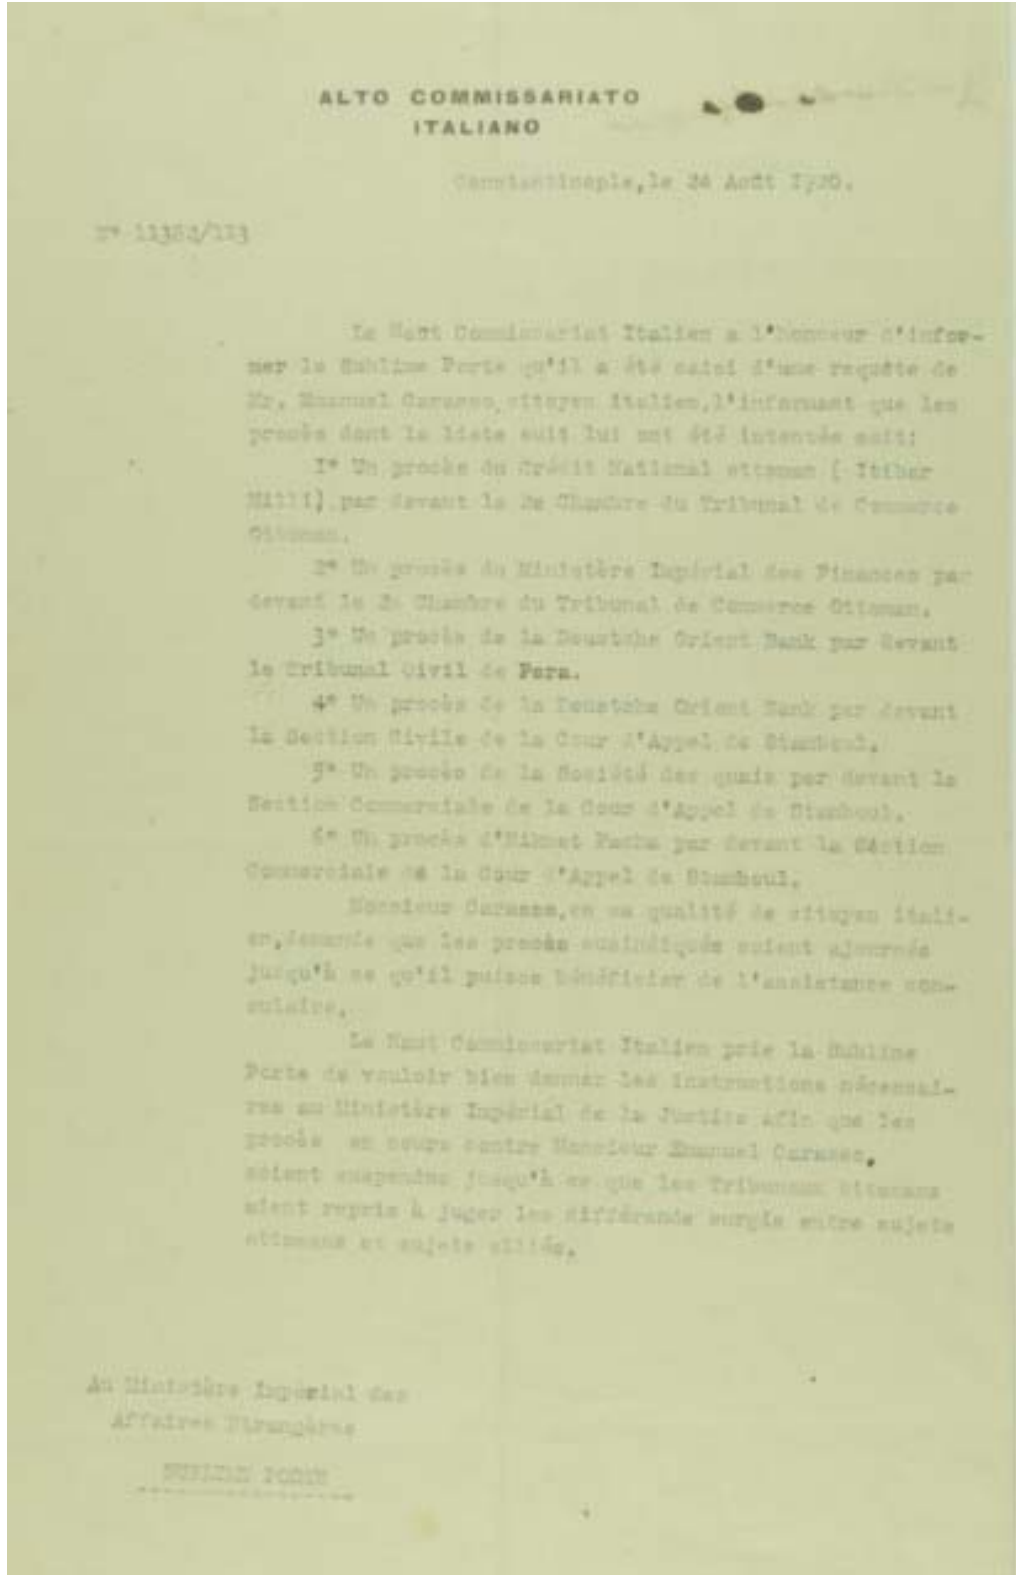 ALTO COMMISSARIATO
ITALIANO
Constantinople, le 24 Août 1920.
N° 11384/113
Le Haut Commissariat Italien a l'honneur d'infor-
mer la Sublime Porte qu'il a été saisi d'une requête de
Mr. Emanuel Carasso, citoyen italien, l'informant que les
procès dont la liste suit lui ont été intentés soit:
1° Un procès du Crédit National ottoman ( Itibar
Milli) par devant la 2e Chambre du Tribunal de Commerce
Ottoman.
2° Un procès du Ministère Impérial des Finances par
devant la 2e Chambre du Tribunal de Commerce Ottoman.
3° Un procès de la Deustche Orient Bank par devant
le Tribunal Civil de Pera.
4° Un procès de la Deustche Orient Bank par devant
la Section Civile de la Cour d'Appel de Stamboul.
5° Un procès de la Société des quais par devant la
Section Commerciale de la Cour d'Appel de Stamboul.
6° Un procès d'Hikmet Pacha par devant la Section
Commerciale de la Cour d'Appel de Stamboul.
Monsieur Carasso, en sa qualité de citoyen itali-
en, demande que les procès susindiqués soient ajournés
jusqu'à ce qu'il puisse bénéficier de l'assistance con-
sulaire.
Le Haut Commissariat Italien prie la Sublime
Porte de vouloir bien donner les instructions nécessai-
res au Ministère Impérial de la Justice afin que les
procès en cours contre Monsieur Emanuel Carasso,
soient suspendus jusqu'à ce que les Tribunaux ottomans
aient repris à juger les différends surgis entre sujets
ottomans et sujets alliés.
Au Ministère Impérial des
Affaires Etrangères
SUBLIME PORTE